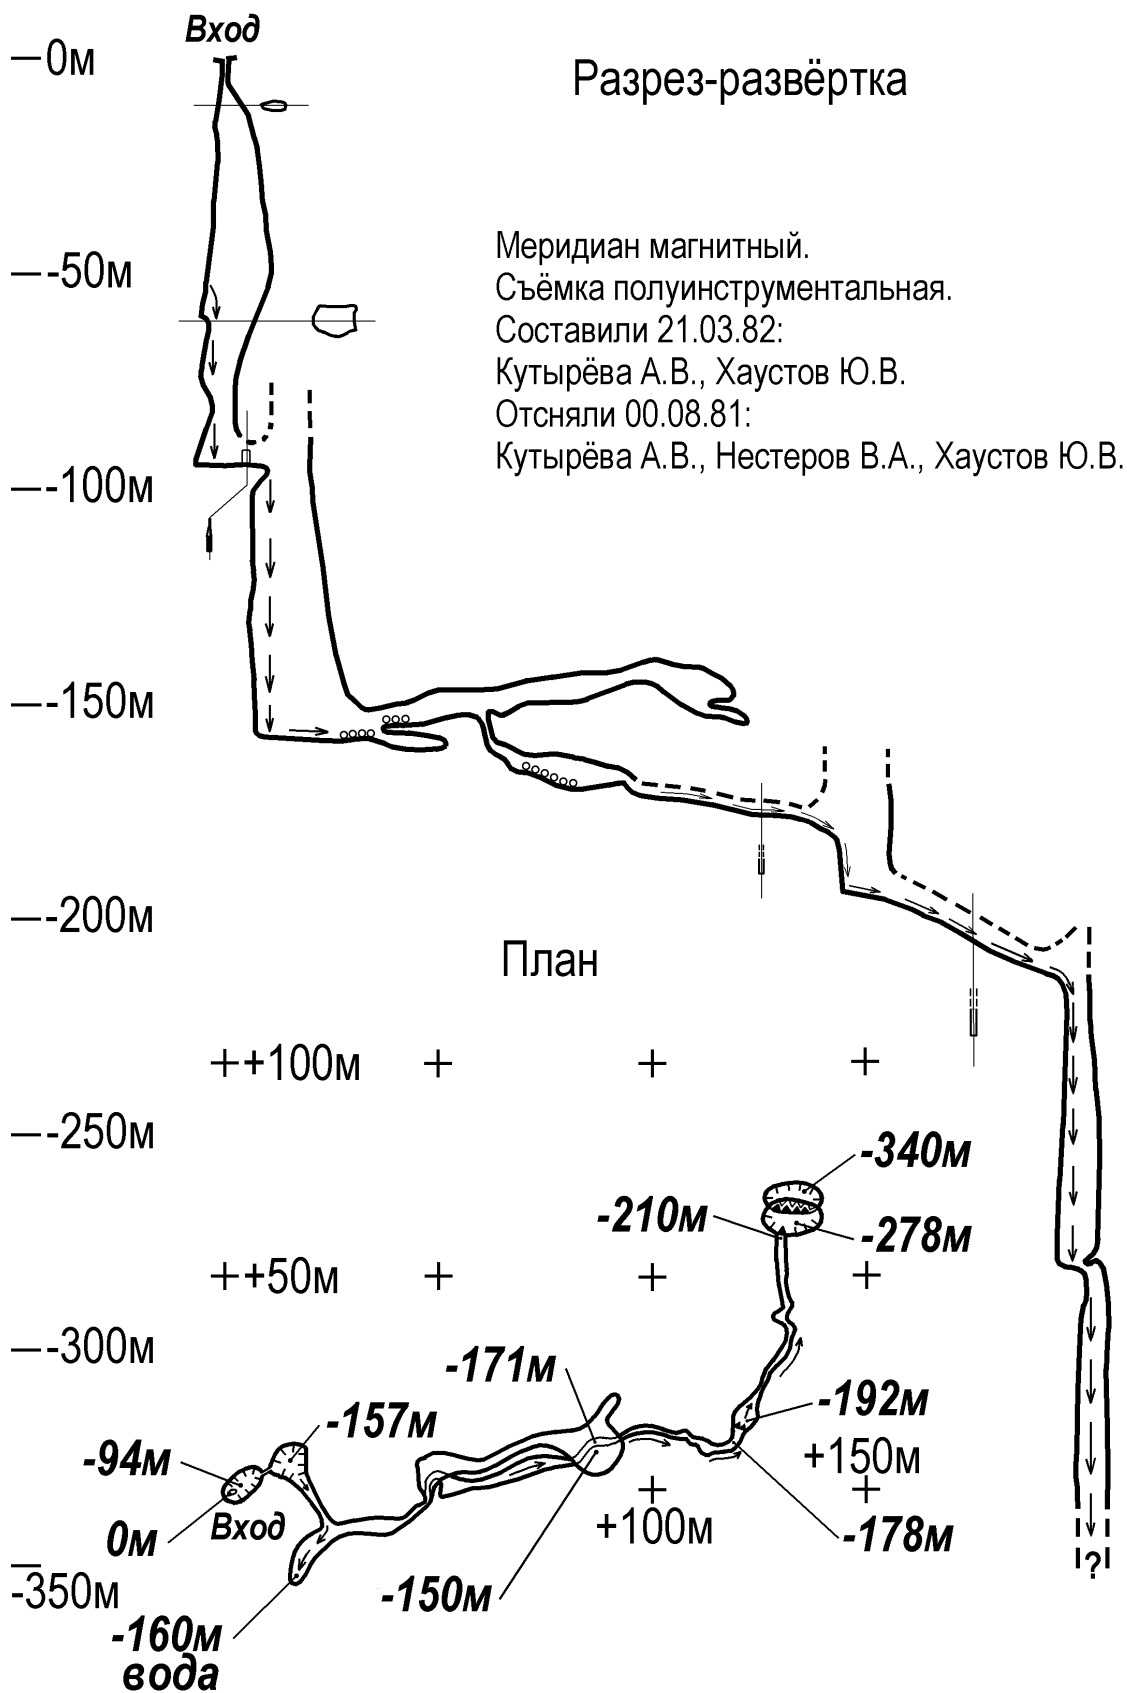 Вход
0м
Разрез-развёртка
-50м
Меридиан магнитный.
Съёмка полуинструментальная.
Составили 21.03.82:
Кутырёва А.В., Хаустов Ю.В.
Отсняли 00.08.81:
Кутырёва А.В., Нестеров В.А., Хаустов Ю.В.
-100м
-150м
-200м
План
+100м
-250м
-340м
-210м
-278м
+50м
-300м
-171м
-192м
-157м
-94м
+150м
0м
Вход
+100м
-178м
?
-350м
-150м
-160м
вода